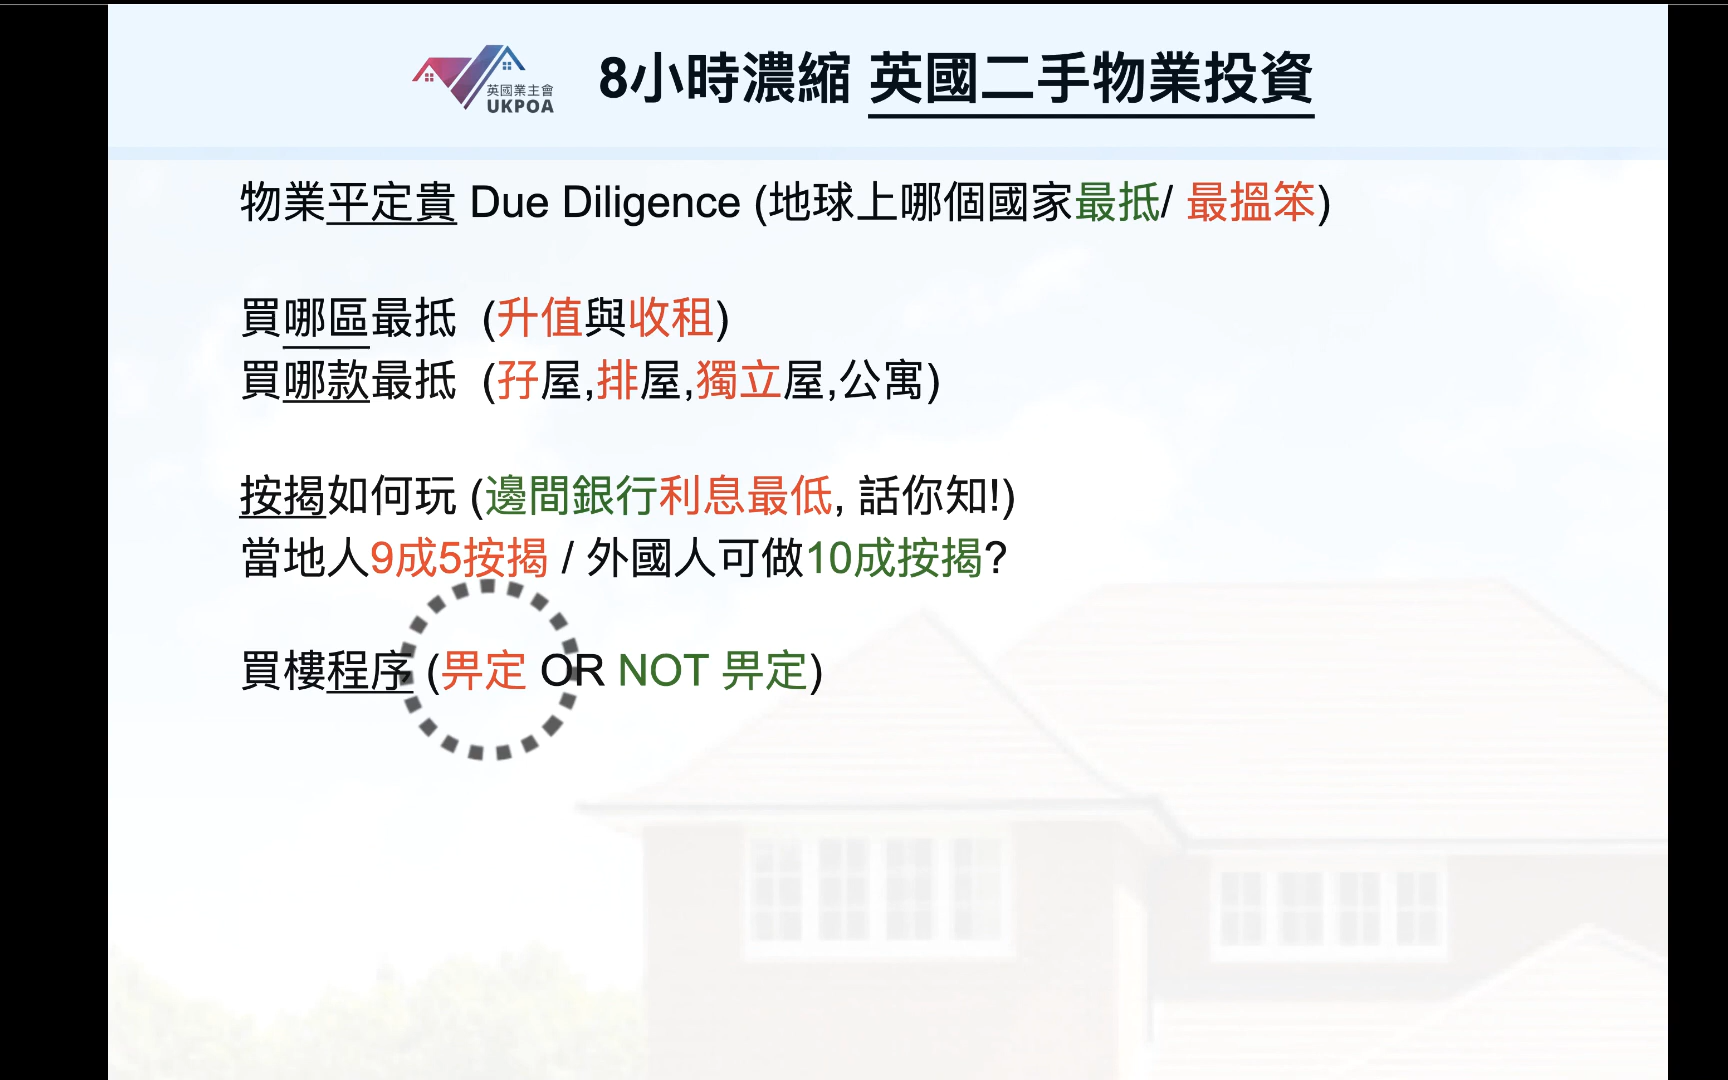 英國業主會
UKPOA
8小時濃縮 英國二手物業投資
物業平定貴 Due Diligence (地球上哪個國家最抵/ 最搵笨)
買哪區最抵 (升值與收租)
買哪款最抵 (孖屋,排屋,獨立屋,公寓)
按揭如何玩 (邊間銀行利息最低, 話你知!)
當地人9成5按揭 / 外國人可做10成按揭?
買樓程序 (畀定 OR NOT 畀定)